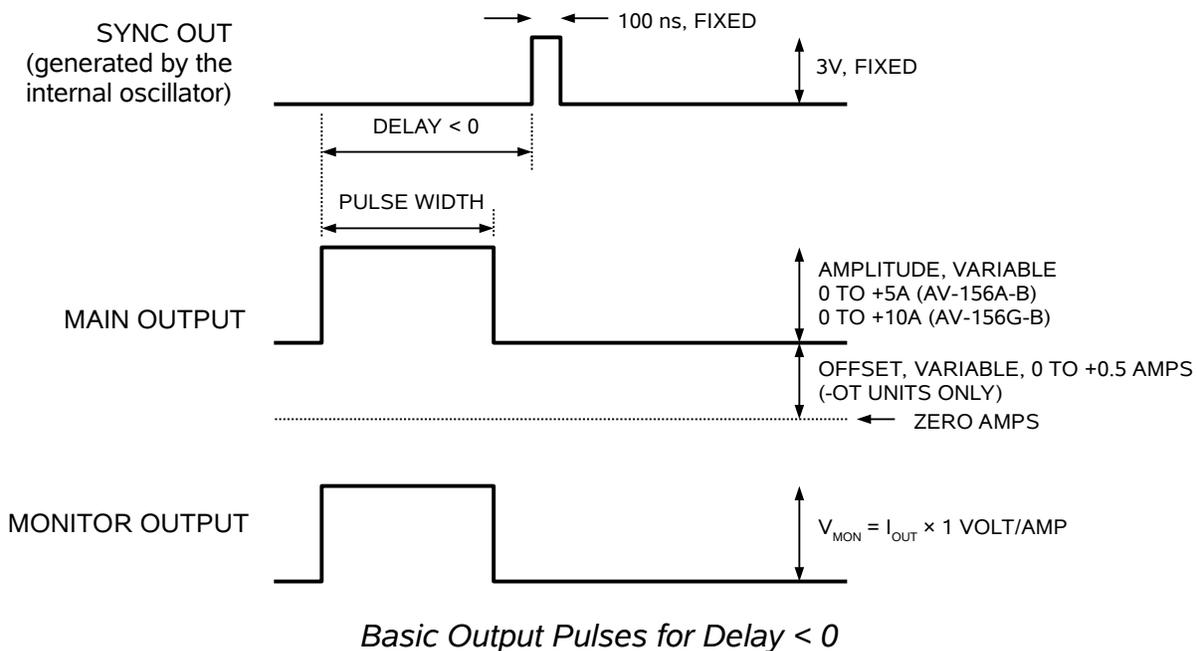 SYNC OUT
(generated by the
internal oscillator)
100 ns, FIXED
3V, FIXED
DELAY < 0
PULSE WIDTH
MAIN OUTPUT
AMPLITUDE, VARIABLE
0 TO +5A (AV-156A-B)
0 TO +10A (AV-156G-B)
OFFSET, VARIABLE, 0 TO +0.5 AMPS
(-OT UNITS ONLY)
ZERO AMPS
MONITOR OUTPUT
VMON = IOUT × 1 VOLT/AMP
Basic Output Pulses for Delay < 0